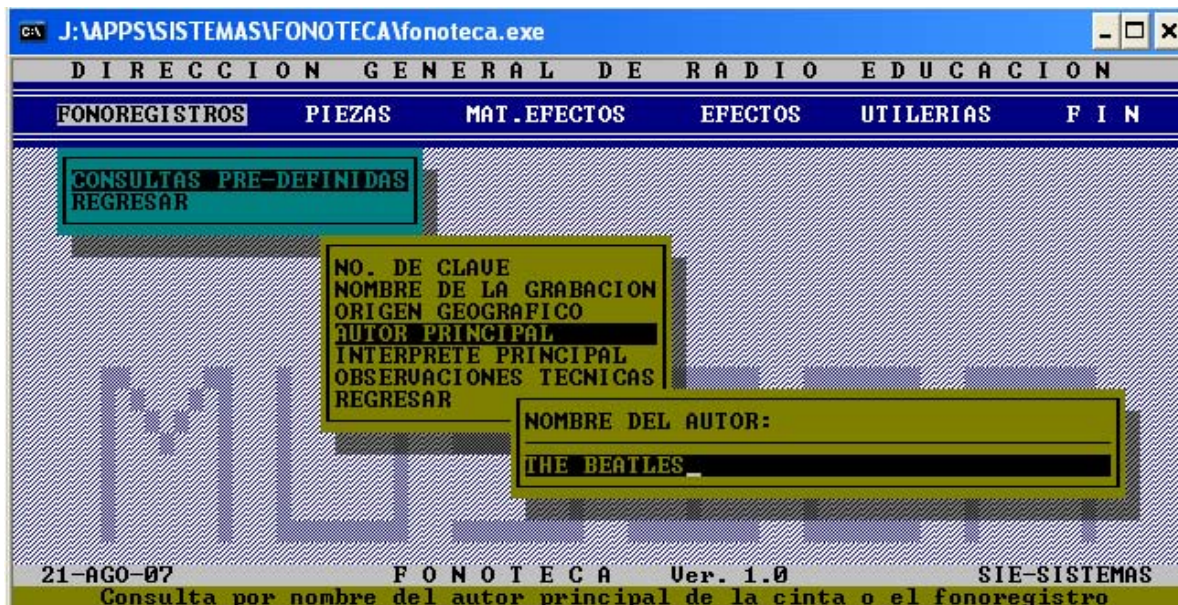 J:\APPS\SISTEMAS\FONOTECA\fonoteca.exe
DIRECCION GENERAL DE RADIO EDUCACION
FONOREGISTROS PIEZAS MAT.EFECTOS EFECTOS UTILERIAS FIN
CONSULTAS PRE-DEFINIDAS
REGRESAR
NO. DE CLAVE
NOMBRE DE LA GRABACION
ORIGEN GEOGRAFICO
AUTOR PRINCIPAL
INTERPRETE PRINCIPAL
OBSERVACIONES TECNICAS
REGRESAR
NOMBRE DEL AUTOR:
THE BEATLES_
21-AGO-07 FONOTECA Ver. 1.0 SIE-SISTEMAS
Consulta por nombre del autor principal de la cinta o el fonoregistro